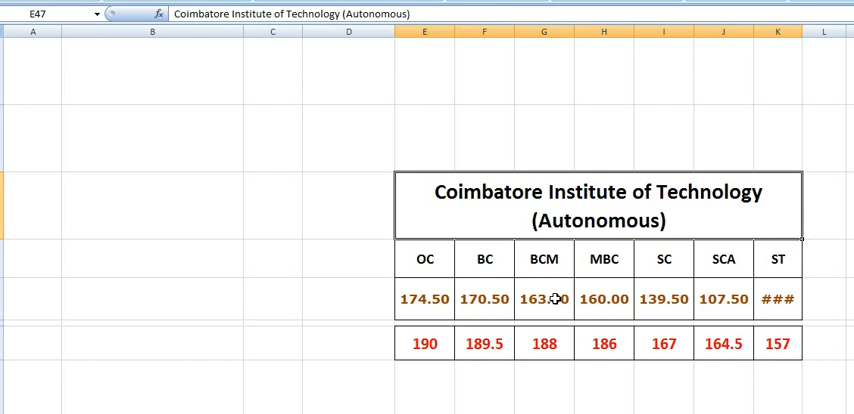 E47 fx Coimbatore Institute of Technology (Autonomous)
A B C D E F G H I J K L
Coimbatore Institute of Technology
(Autonomous)
OC BC BCM MBC SC SCA ST
174.50 170.50 160.00 139.50 107.50 ###
190 189.5 188 186 167 164.5 157